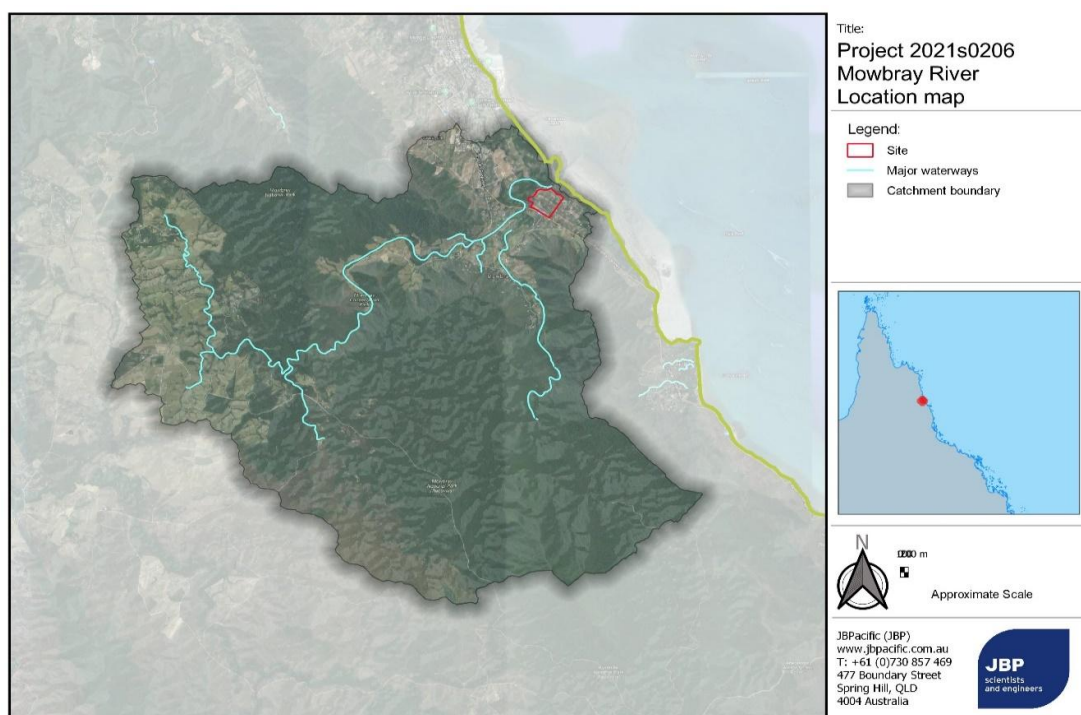 Title:
Project 2021s0206
Mowbray River
Location map
Legend:
Site
Major waterways
Catchment boundary
N
Approximate Scale
JBPacific (JBP)
www.jbpacific.com.au
T: +61 (0)730 857 469
477 Boundary Street
Spring Hill, QLD
4004 Australia
JBP
scientists
and engineers